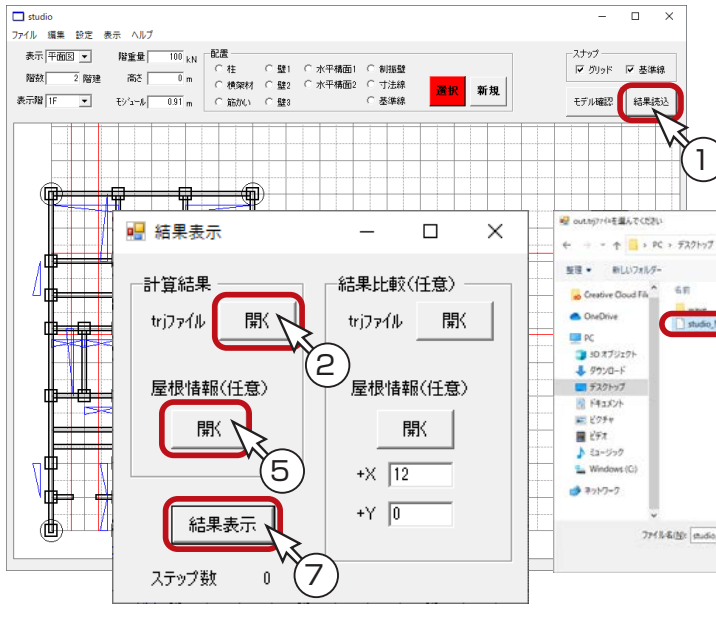 studio
ファイル 編集 設定 表示 ヘルプ
表示 平面図 階重量 100 kN
階数 2 階建 高さ 0 m
表示階 1F モジュール 0.91 m
配置
柱 壁1 水平構面1 制振壁
横架材 壁2 水平構面2 寸法線
筋かい 壁3 基準線
選択 新規
スナップ
グリッド 基準線
モデル確認 結果読込
1
結果表示
計算結果
trjファイル 開く
2
屋根情報(任意)
開く
5
結果表示
7
ステップ数 0
結果比較(任意)
trjファイル 開く
屋根情報(任意)
開く
+X 12
+Y 0
out.trjファイルを選んでください
PC › デスクトップ
整理 新しいフォルダー
名前
Creative Cloud Fil
OneDrive
PC
3D オブジェクト
ダウンロード
デスクトップ
ドキュメント
ピクチャ
ビデオ
ミュージック
Windows (C:)
ネットワーク
studio_
ファイル名(N): studio